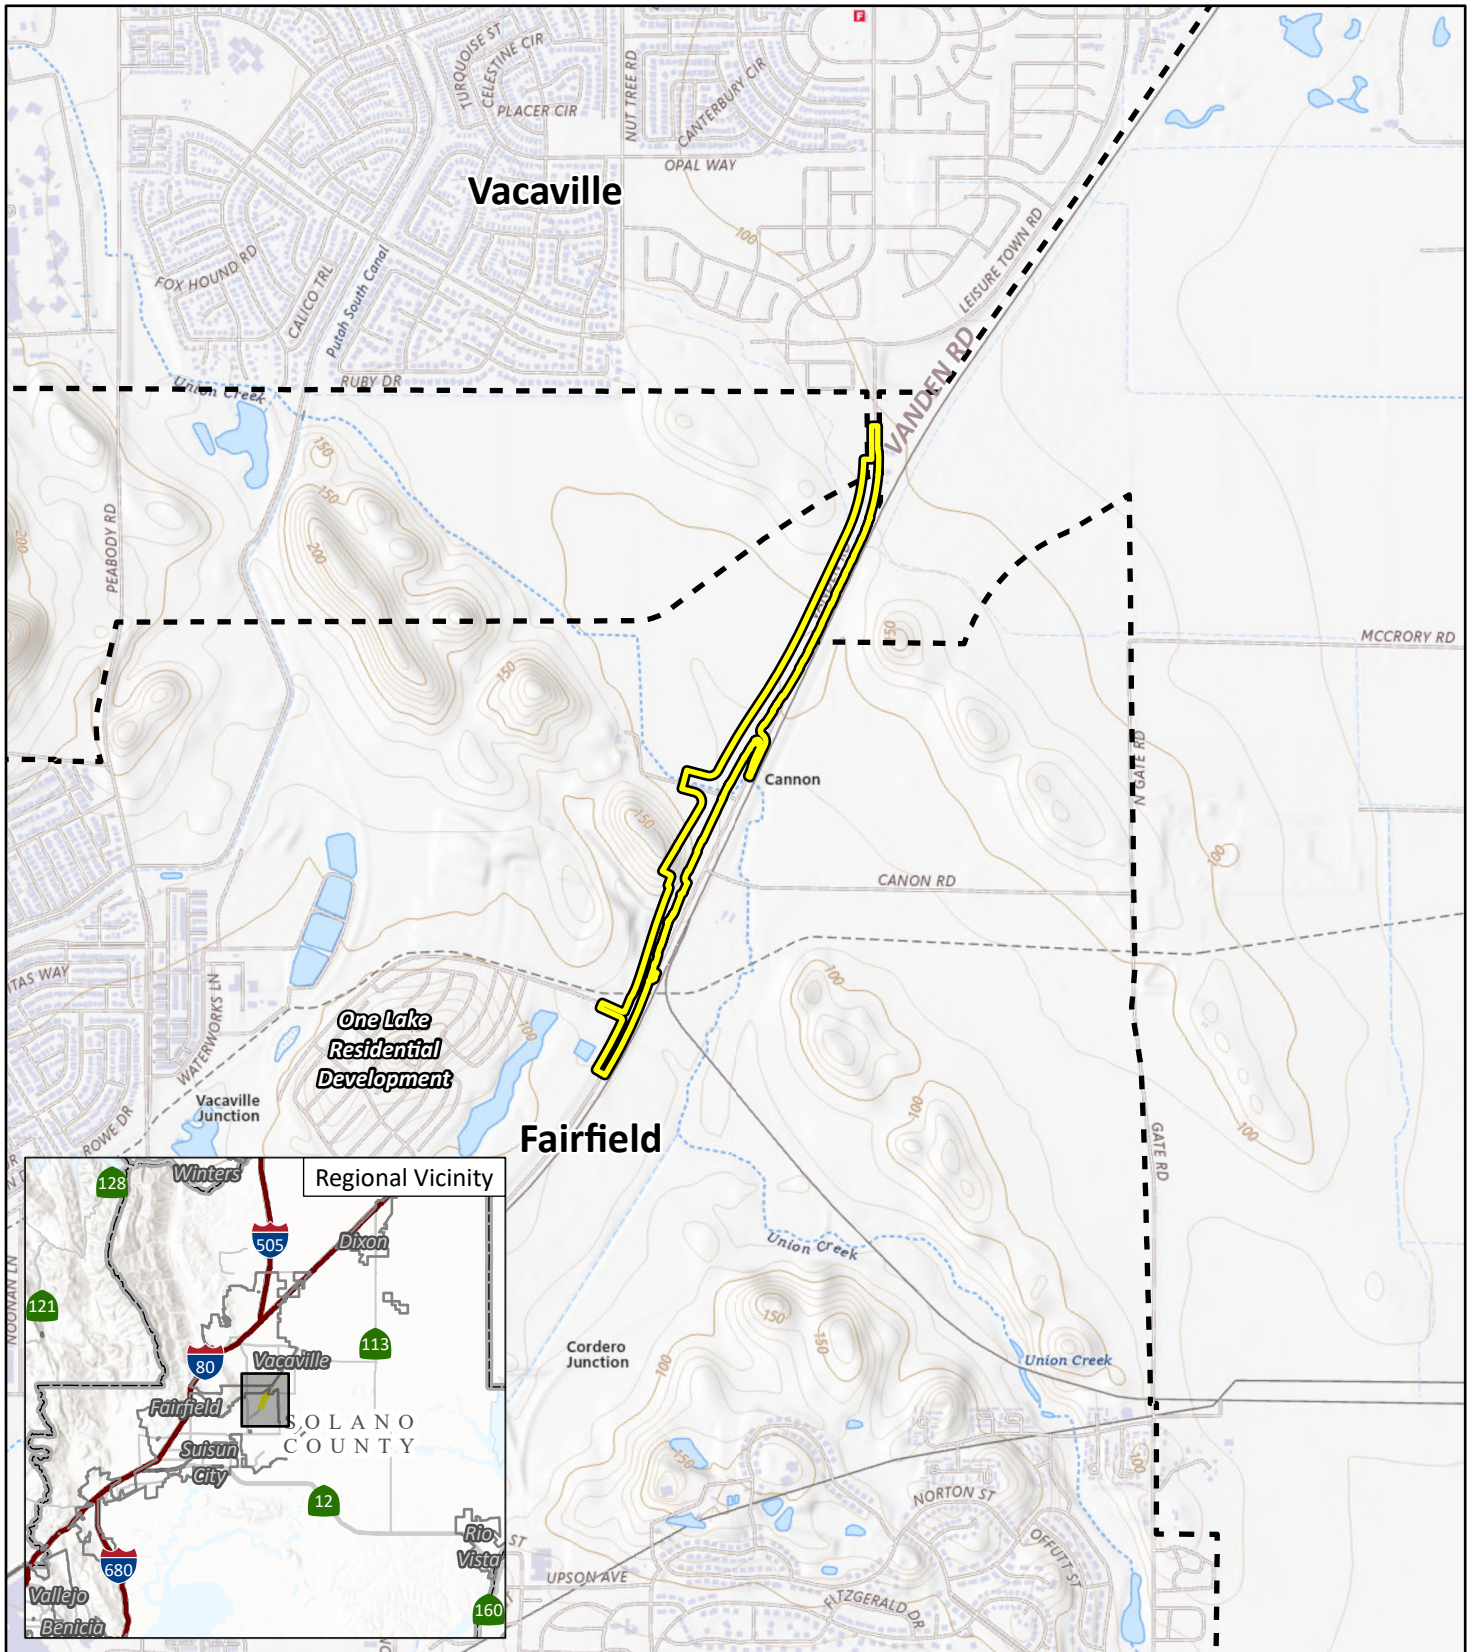 F
TURQUOISE ST
CELESTINE CIR
PLACER CIR
NUT TREE RD
CANTERBURY CIR
OPAL WAY
Vacaville
100
FOX HOUND RD
CALICO TRL
Putah South Canal
LEISURE TOWN RD
VANDEN RD
RUBY DR
Union Creek
150
150
200
200
PEABODY RD
150
150
MCCRORY RD
N GATE RD
Cannon
150
100
CANON RD
ITAS WAY
WATERWORKS LN
100
100
One Lake
Residential
Development
Vacaville
Junction
ROWE DR
100
100
GATE RD
Fairfield
Union Creek
NOONAN LN
150
150
100
Cordero
Junction
Union Creek
150
100
NORTON ST
OFFUTT ST
UPSON AVE
FITZGERALD DR
ST
Regional Vicinity
Winters
128
505
Dixon
121
113
80
Vacaville
Fairfield
SOLANO
COUNTY
Suisun
City
12
Rio
Vista
680
Vallejo
Benicia
160